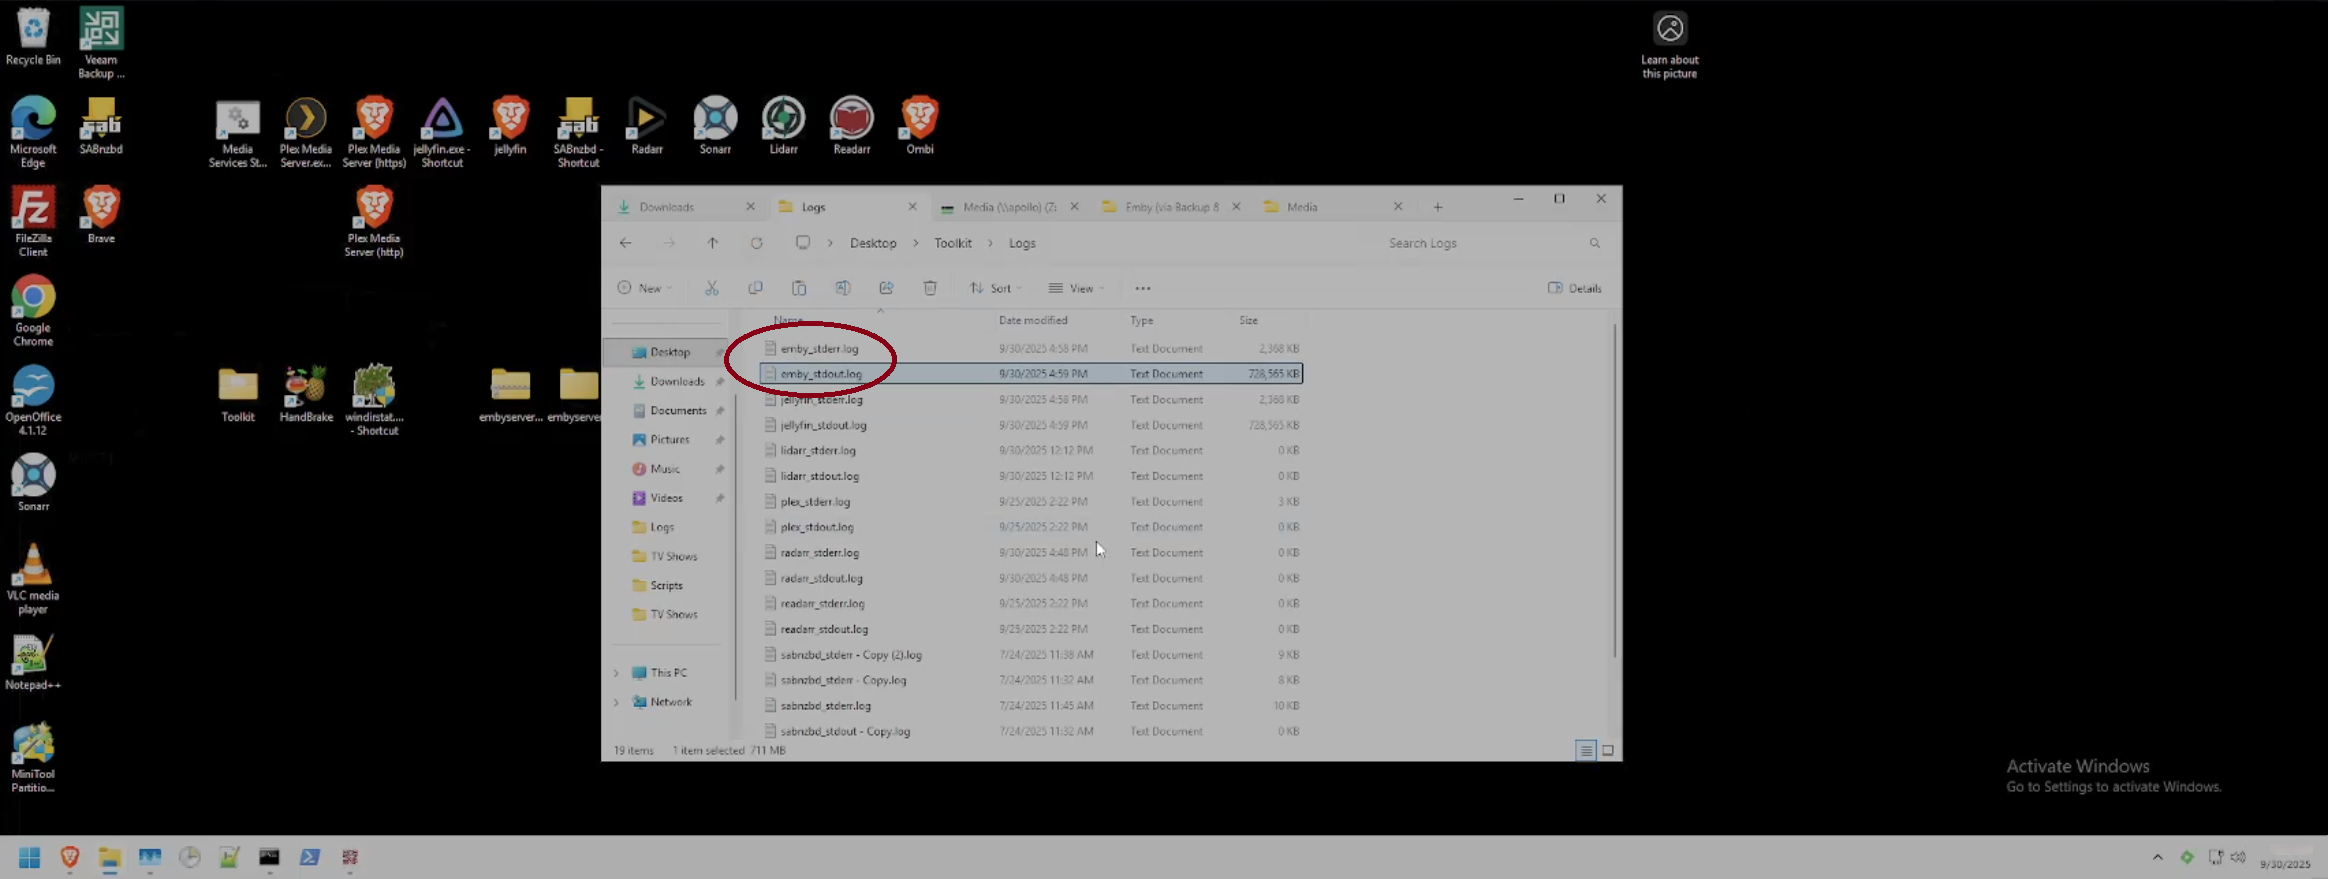 Recycle Bin
Veeam
Backup ...
Learn about
this picture
Microsoft
Edge
SABnzbd
Media
Services St...
Plex Media
Server.ex...
Plex Media
Server (https)
jellyfin.exe -
Shortcut
jellyfin
SABnzbd -
Shortcut
Radarr
Sonarr
Lidarr
Readarr
Ombi
FileZilla
Client
Brave
Plex Media
Server (http)
Google
Chrome
OpenOffice
4.1.12
Toolkit
HandBrake
windirstat....
- Shortcut
embyserver...
embyserver
Sonarr
VLC media
player
Notepad++
MiniTool
Partitio...
Downloads
Logs
Media (\\apollo) (Z:
Emby (via Backup 8
Media
Desktop > Toolkit > Logs
Search Logs
New
Sort
View
Details
Name Date modified Type Size
emby_stderr.log 9/30/2025 4:58 PM Text Document 2,368 KB
emby_stdout.log 9/30/2025 4:59 PM Text Document 728,565 KB
jellyfin_stderr.log 9/30/2025 4:58 PM Text Document 2,368 KB
jellyfin_stdout.log 9/30/2025 4:59 PM Text Document 728,565 KB
lidarr_stderr.log 9/30/2025 12:12 PM Text Document 0 KB
lidarr_stdout.log 9/30/2025 12:12 PM Text Document 0 KB
plex_stderr.log 9/25/2025 2:22 PM Text Document 3 KB
plex_stdout.log 9/25/2025 2:22 PM Text Document 0 KB
radarr_stderr.log 9/30/2025 4:48 PM Text Document 0 KB
radarr_stdout.log 9/30/2025 4:48 PM Text Document 0 KB
readarr_stderr.log 9/25/2025 2:22 PM Text Document 0 KB
readarr_stdout.log 9/25/2025 2:22 PM Text Document 0 KB
sabnzbd_stderr - Copy (2).log 7/24/2025 11:38 AM Text Document 9 KB
sabnzbd_stderr - Copy.log 7/24/2025 11:32 AM Text Document 8 KB
sabnzbd_stderr.log 7/24/2025 11:45 AM Text Document 10 KB
sabnzbd_stdout - Copy.log 7/24/2025 11:32 AM Text Document 0 KB
Desktop
Downloads
Documents
Pictures
Music
Videos
Logs
TV Shows
Scripts
TV Shows
This PC
Network
19 items 1 item selected 711 MB
Activate Windows
Go to Settings to activate Windows.
9/30/2025